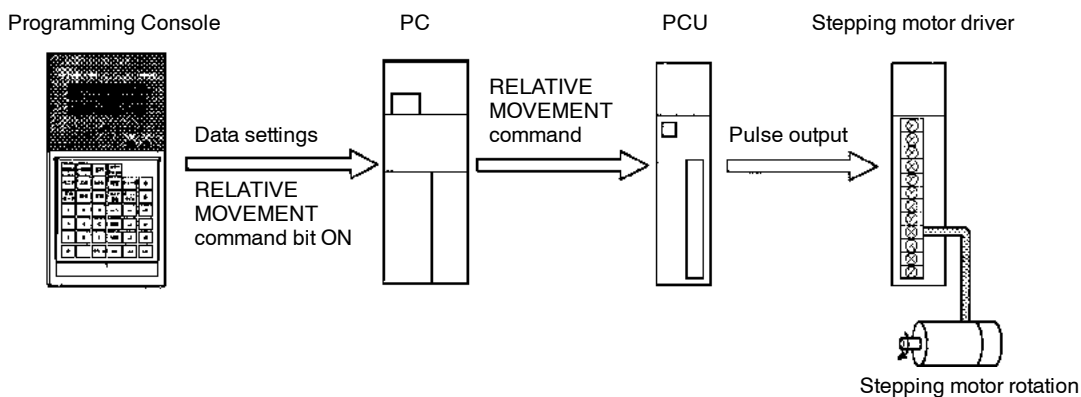 Programming Console
PC
PCU
Stepping motor driver
Data settings
RELATIVE
MOVEMENT
command bit ON
RELATIVE
MOVEMENT
command
Pulse output
Stepping motor rotation